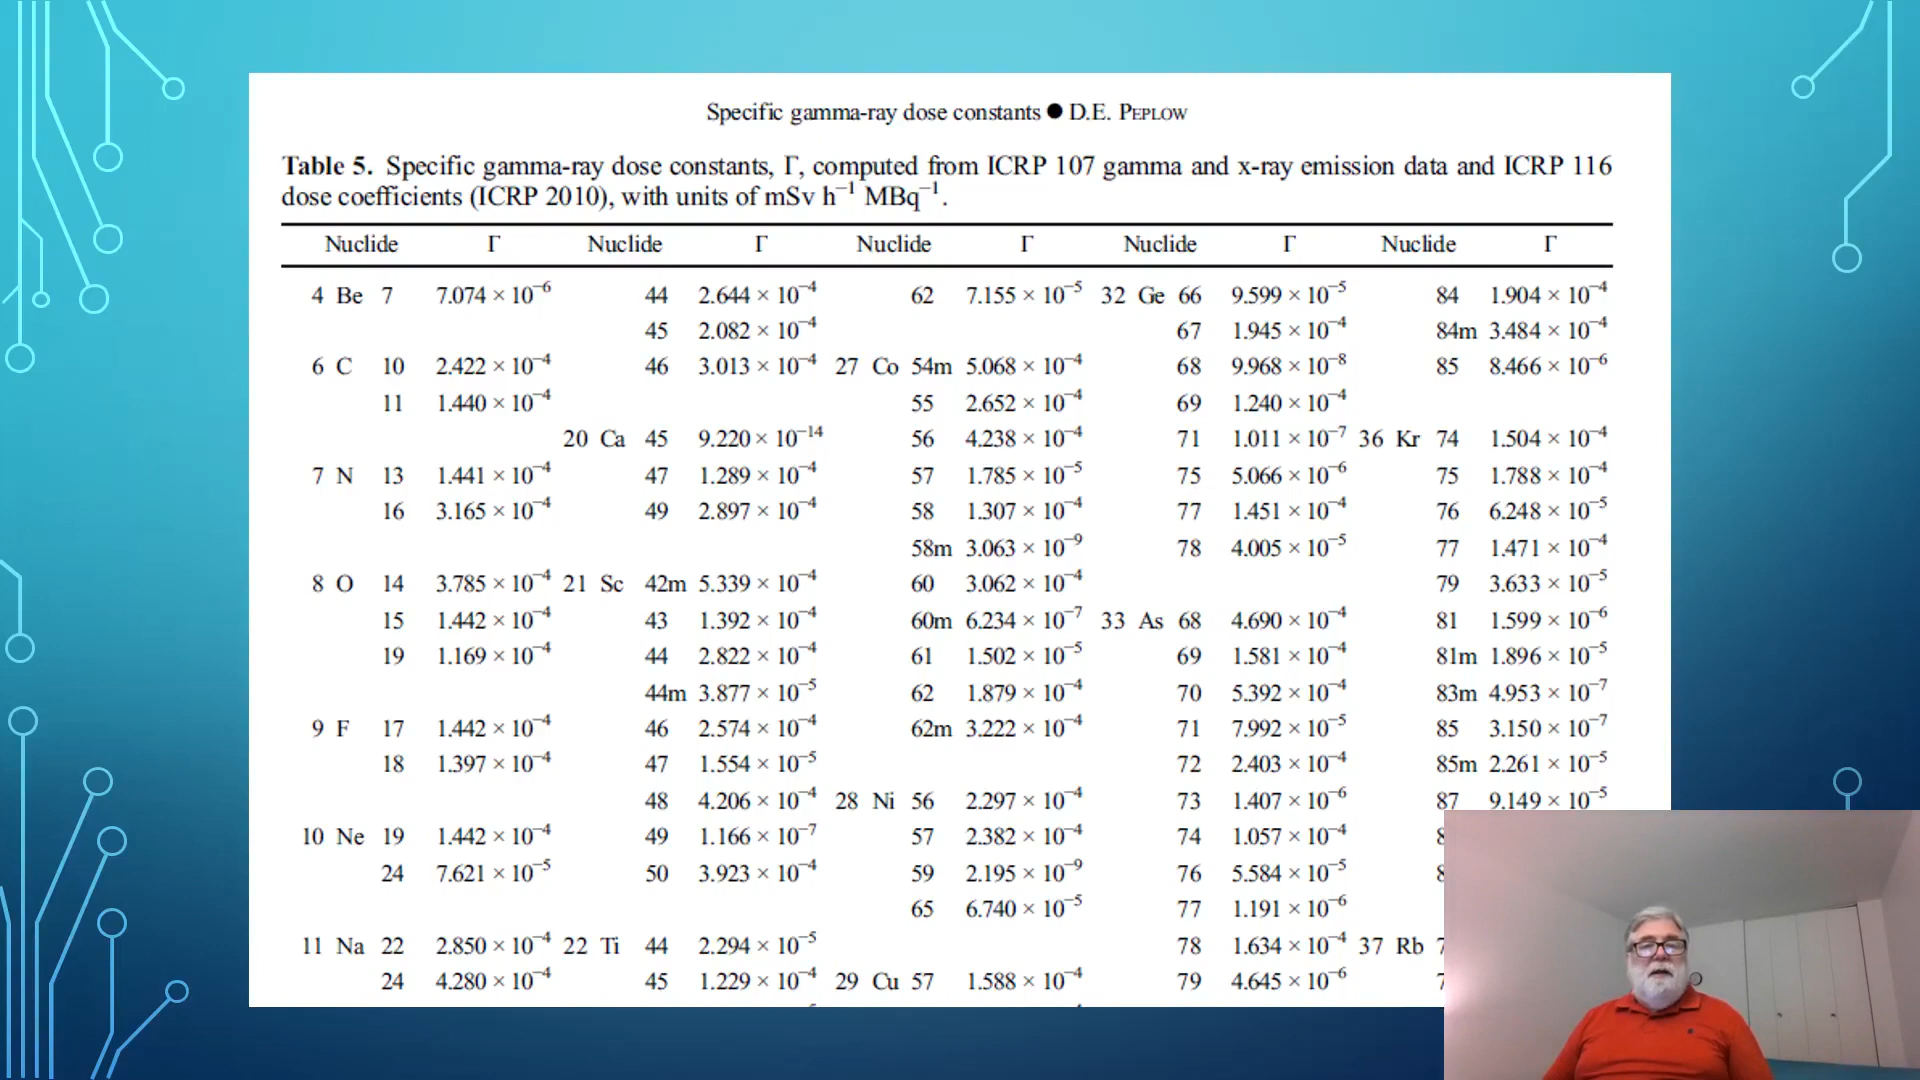 Specific gamma-ray dose constants ● D.E. PEPLOW
Table 5. Specific gamma-ray dose constants, Γ, computed from ICRP 107 gamma and x-ray emission data and ICRP 116
dose coefficients (ICRP 2010), with units of mSv h⁻¹ MBq⁻¹.
Nuclide Γ Nuclide Γ Nuclide Γ Nuclide Γ Nuclide Γ
4 Be 7 7.074 × 10⁻⁶ 44 2.644 × 10⁻⁴ 62 7.155 × 10⁻⁵ 32 Ge 66 9.599 × 10⁻⁵ 84 1.904 × 10⁻⁴
45 2.082 × 10⁻⁴ 67 1.945 × 10⁻⁴ 84m 3.484 × 10⁻⁴
6 C 10 2.422 × 10⁻⁴ 46 3.013 × 10⁻⁴ 27 Co 54m 5.068 × 10⁻⁴ 68 9.968 × 10⁻⁸ 85 8.466 × 10⁻⁶
11 1.440 × 10⁻⁴ 55 2.652 × 10⁻⁴ 69 1.240 × 10⁻⁴
20 Ca 45 9.220 × 10⁻¹⁴ 56 4.238 × 10⁻⁴ 71 1.011 × 10⁻⁷ 36 Kr 74 1.504 × 10⁻⁴
7 N 13 1.441 × 10⁻⁴ 47 1.289 × 10⁻⁴ 57 1.785 × 10⁻⁵ 75 5.066 × 10⁻⁶ 75 1.788 × 10⁻⁴
16 3.165 × 10⁻⁴ 49 2.897 × 10⁻⁴ 58 1.307 × 10⁻⁴ 77 1.451 × 10⁻⁴ 76 6.248 × 10⁻⁵
58m 3.063 × 10⁻⁹ 78 4.005 × 10⁻⁵ 77 1.471 × 10⁻⁴
8 O 14 3.785 × 10⁻⁴ 21 Sc 42m 5.339 × 10⁻⁴ 60 3.062 × 10⁻⁴ 79 3.633 × 10⁻⁵
15 1.442 × 10⁻⁴ 43 1.392 × 10⁻⁴ 60m 6.234 × 10⁻⁷ 33 As 68 4.690 × 10⁻⁴ 81 1.599 × 10⁻⁶
19 1.169 × 10⁻⁴ 44 2.822 × 10⁻⁴ 61 1.502 × 10⁻⁵ 69 1.581 × 10⁻⁴ 81m 1.896 × 10⁻⁵
44m 3.877 × 10⁻⁵ 62 1.879 × 10⁻⁴ 70 5.392 × 10⁻⁴ 83m 4.953 × 10⁻⁷
9 F 17 1.442 × 10⁻⁴ 46 2.574 × 10⁻⁴ 62m 3.222 × 10⁻⁴ 71 7.992 × 10⁻⁵ 85 3.150 × 10⁻⁷
18 1.397 × 10⁻⁴ 47 1.554 × 10⁻⁵ 72 2.403 × 10⁻⁴ 85m 2.261 × 10⁻⁵
48 4.206 × 10⁻⁴ 28 Ni 56 2.297 × 10⁻⁴ 73 1.407 × 10⁻⁶ 87 9.149 × 10⁻⁵
10 Ne 19 1.442 × 10⁻⁴ 49 1.166 × 10⁻⁷ 57 2.382 × 10⁻⁴ 74 1.057 × 10⁻⁴
24 7.621 × 10⁻⁵ 50 3.923 × 10⁻⁴ 59 2.195 × 10⁻⁹ 76 5.584 × 10⁻⁵
65 6.740 × 10⁻⁵ 77 1.191 × 10⁻⁶
11 Na 22 2.850 × 10⁻⁴ 22 Ti 44 2.294 × 10⁻⁵ 78 1.634 × 10⁻⁴ 37 Rb
24 4.280 × 10⁻⁴ 45 1.229 × 10⁻⁴ 29 Cu 57 1.588 × 10⁻⁴ 79 4.645 × 10⁻⁶